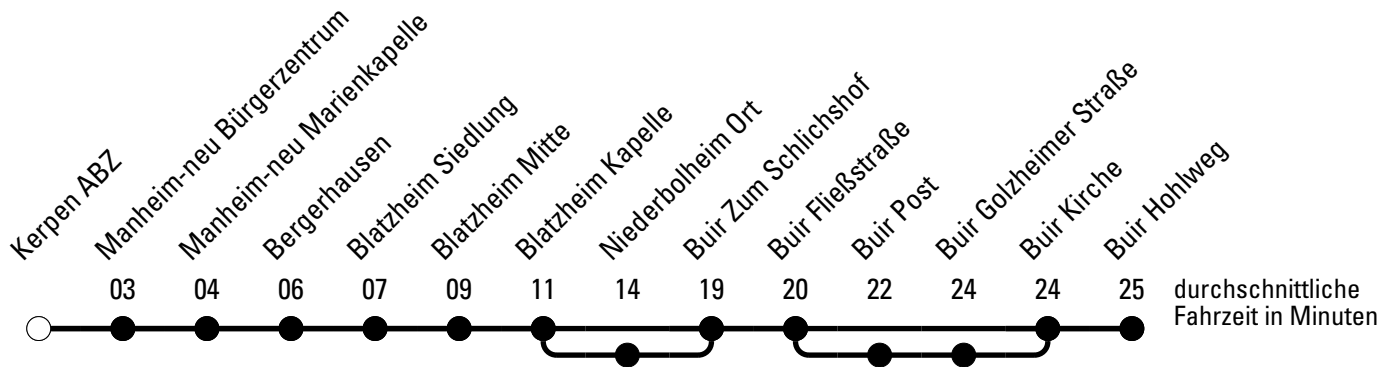 Kerpen ABZ
Manheim-neu Bürgerzentrum
Manheim-neu Marienkapelle
Bergerhausen
Blatzheim Siedlung
Blatzheim Mitte
Blatzheim Kapelle
Niederbolheim Ort
Buir Zum Schlichshof
Buir Fließstraße
Buir Post
Buir Golzheimer Straße
Buir Kirche
Buir Hohlweg
03 04 06 07 09 11 14 19 20 22 24 24 25
durchschnittliche
Fahrzeit in Minuten